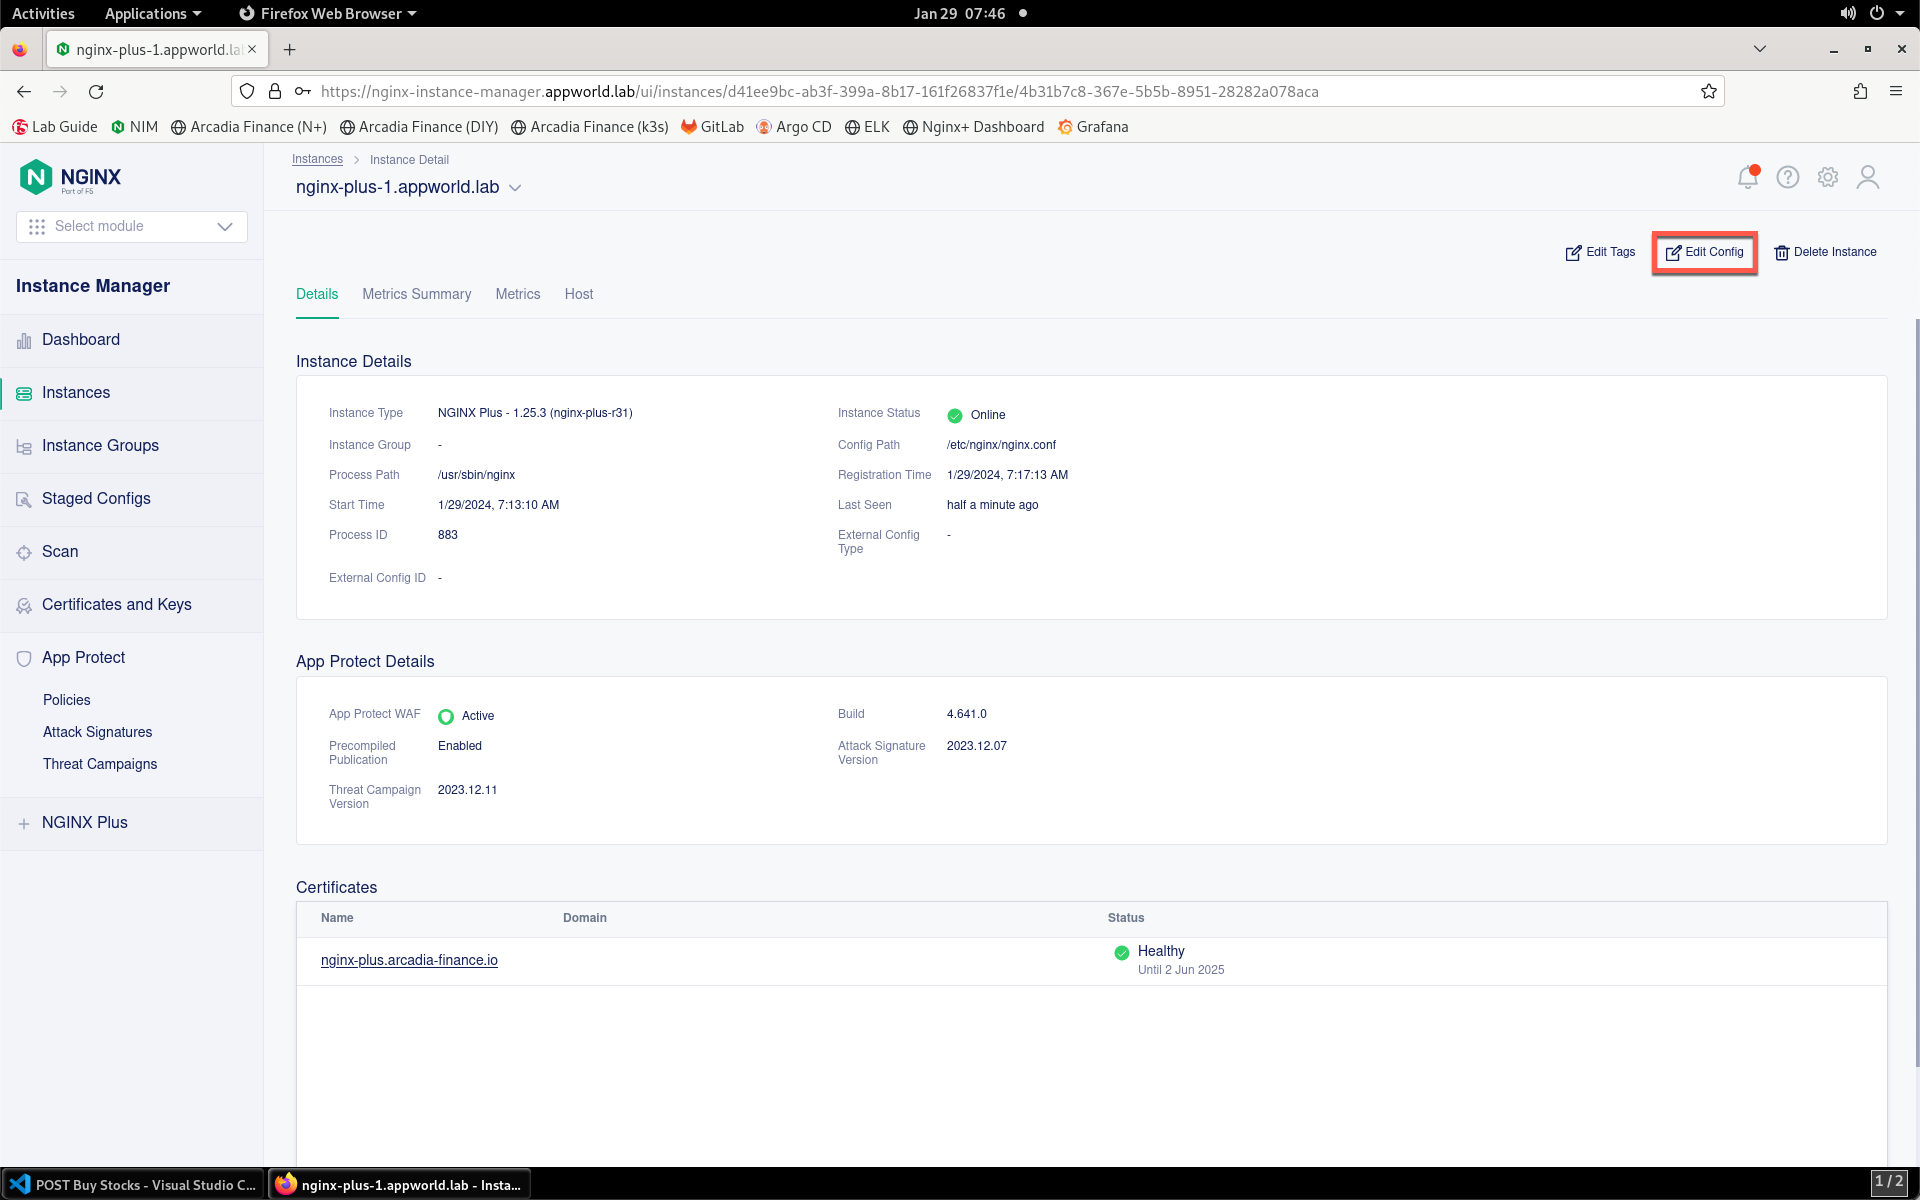 Activities Applications Firefox Web Browser Jan 29 07:46
nginx-plus-1.appworld.la
https://nginx-instance-manager.appworld.lab/ui/instances/d41ee9bc-ab3f-399a-8b17-161f26837f1e/4b31b7c8-367e-5b5b-8951-28282a078aca
Lab Guide NIM Arcadia Finance (N+) Arcadia Finance (DIY) Arcadia Finance (k3s) GitLab Argo CD ELK Nginx+ Dashboard Grafana
NGINX
Part of F5
Select module
Instance Manager
Dashboard
Instances
Instance Groups
Staged Configs
Scan
Certificates and Keys
App Protect
Policies
Attack Signatures
Threat Campaigns
NGINX Plus
Instances > Instance Detail
nginx-plus-1.appworld.lab
Edit Tags Edit Config Delete Instance
Details Metrics Summary Metrics Host
Instance Details
Instance Type NGINX Plus - 1.25.3 (nginx-plus-r31) Instance Status Online
Instance Group - Config Path /etc/nginx/nginx.conf
Process Path /usr/sbin/nginx Registration Time 1/29/2024, 7:17:13 AM
Start Time 1/29/2024, 7:13:10 AM Last Seen half a minute ago
Process ID 883 External Config Type -
External Config ID -
App Protect Details
App Protect WAF Active Build 4.641.0
Precompiled Publication Enabled Attack Signature Version 2023.12.07
Threat Campaign Version 2023.12.11
Certificates
Name Domain Status
nginx-plus.arcadia-finance.io Healthy
Until 2 Jun 2025
POST Buy Stocks - Visual Studio C... nginx-plus-1.appworld.lab - Insta... 1 / 2